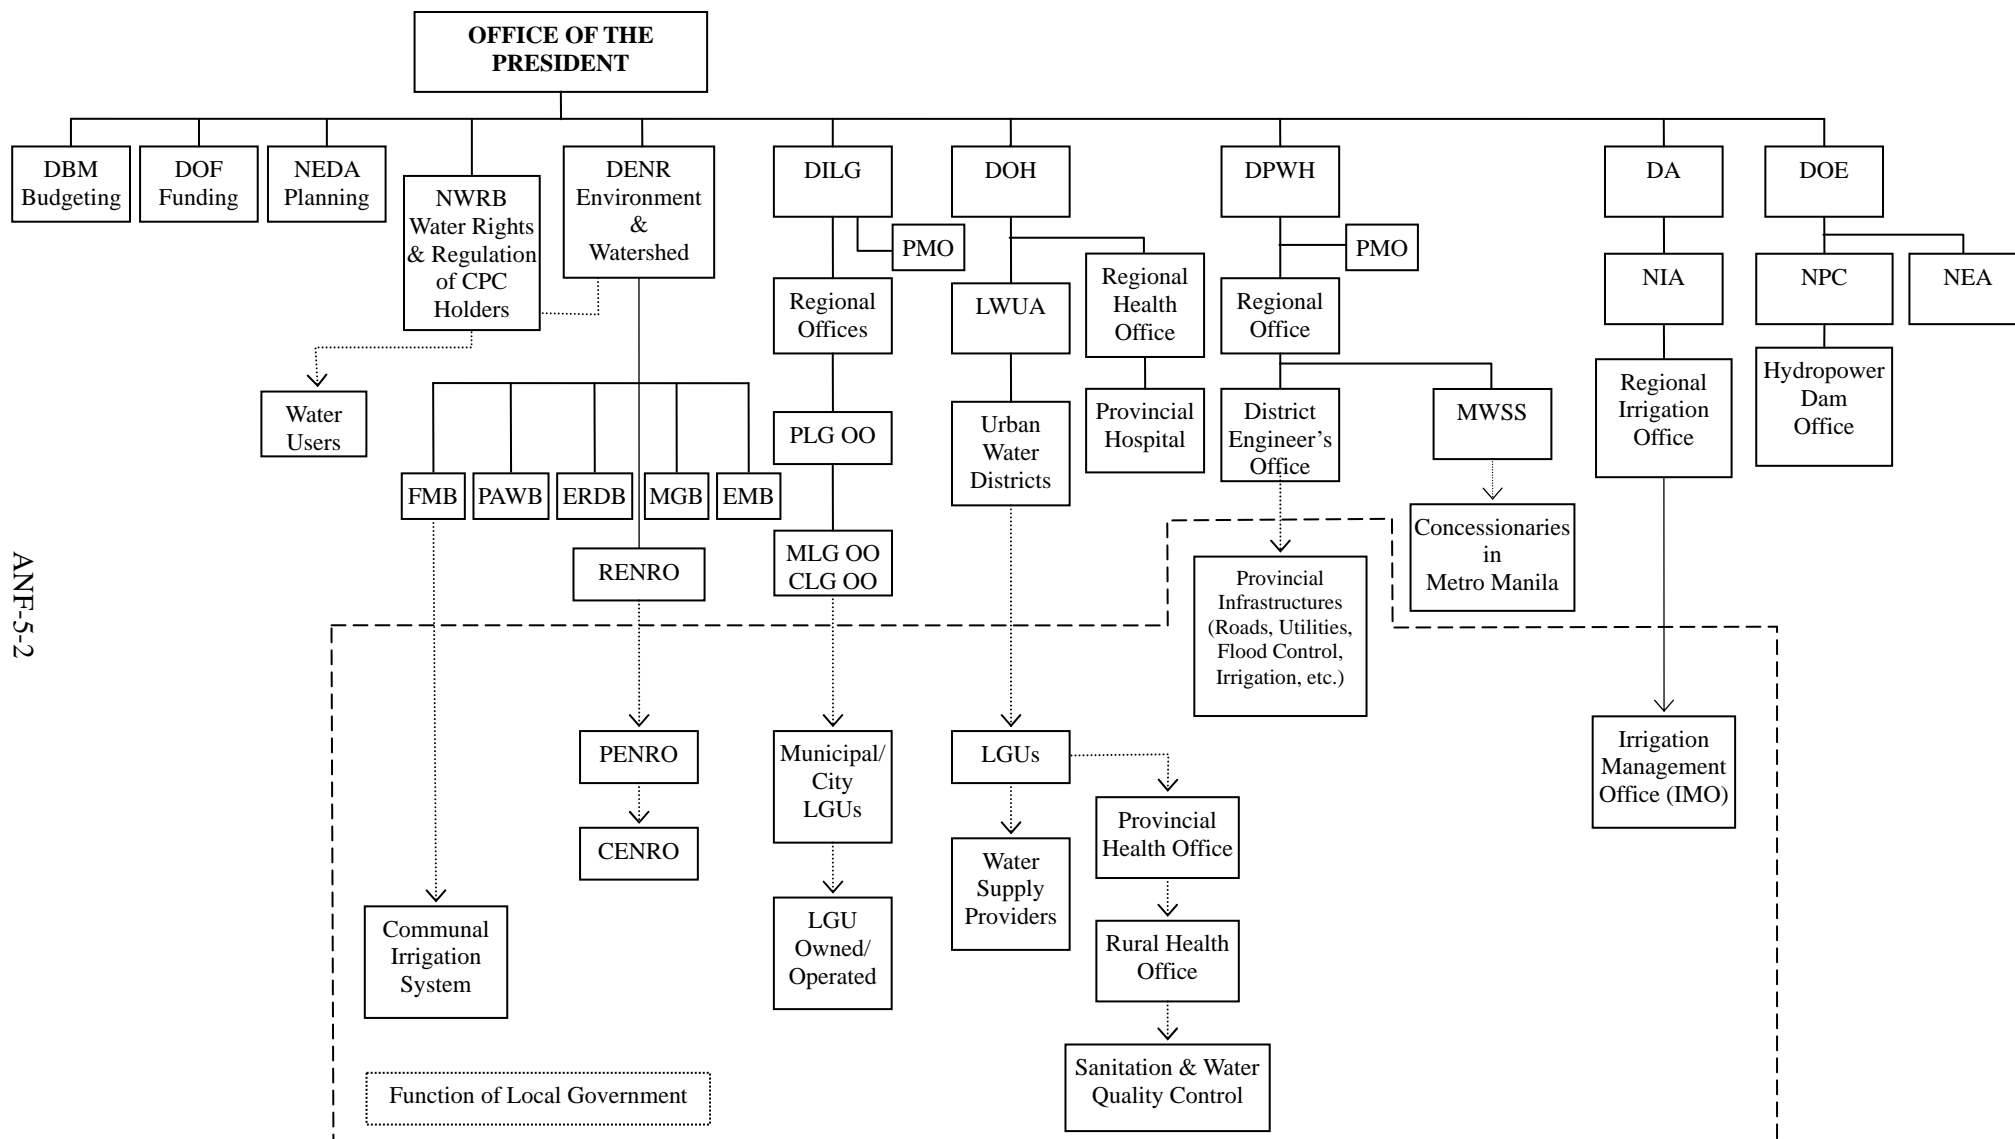 OFFICE OF THE
PRESIDENT
DBM
Budgeting
DOF
Funding
NEDA
Planning
NWRB
Water Rights
& Regulation
of CPC
Holders
DENR
Environment
&
Watershed
DILG
PMO
DOH
DPWH
PMO
DA
DOE
Regional
Offices
LWUA
Regional
Health
Office
Regional
Office
NIA
NPC
NEA
Water
Users
PLG OO
Urban
Water
Districts
Provincial
Hospital
District
Engineer’s
Office
MWSS
Regional
Irrigation
Office
Hydropower
Dam
Office
FMB
PAWB
ERDB
MGB
EMB
RENRO
MLG OO
CLG OO
Concessionaries
in
Metro Manila
Provincial
Infrastructures
(Roads, Utilities,
Flood Control,
Irrigation, etc.)
PENRO
CENRO
Municipal/
City
LGUs
LGUs
Irrigation
Management
Office (IMO)
Provincial
Health Office
Water
Supply
Providers
Communal
Irrigation
System
LGU
Owned/
Operated
Rural Health
Office
Sanitation & Water
Quality Control
Function of Local Government
ANF-5-2